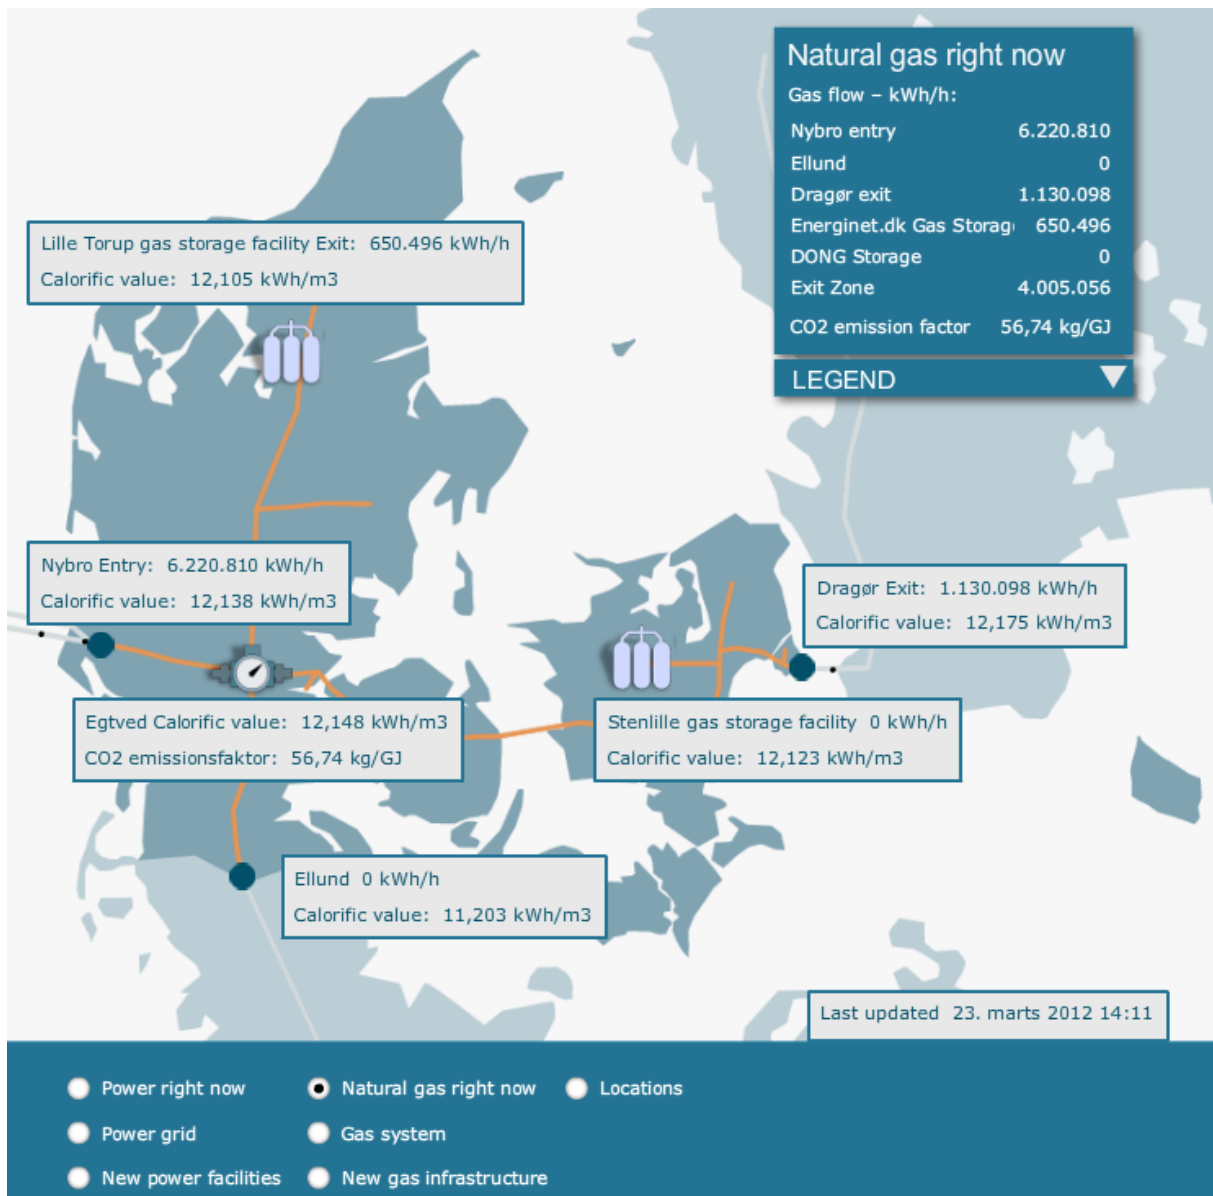 Natural gas right now
Gas flow – kWh/h:
Nybro entry 6.220.810
Ellund 0
Dragør exit 1.130.098
Energinet.dk Gas Storag 650.496
DONG Storage 0
Exit Zone 4.005.056
CO2 emission factor 56,74 kg/GJ
LEGEND
Lille Torup gas storage facility Exit: 650.496 kWh/h
Calorific value: 12,105 kWh/m3
Nybro Entry: 6.220.810 kWh/h
Calorific value: 12,138 kWh/m3
Dragør Exit: 1.130.098 kWh/h
Calorific value: 12,175 kWh/m3
Egtved Calorific value: 12,148 kWh/m3
CO2 emissionsfaktor: 56,74 kg/GJ
Stenlille gas storage facility 0 kWh/h
Calorific value: 12,123 kWh/m3
Ellund 0 kWh/h
Calorific value: 11,203 kWh/m3
Last updated 23. marts 2012 14:11
Power right now
Natural gas right now
Locations
Power grid
Gas system
New power facilities
New gas infrastructure